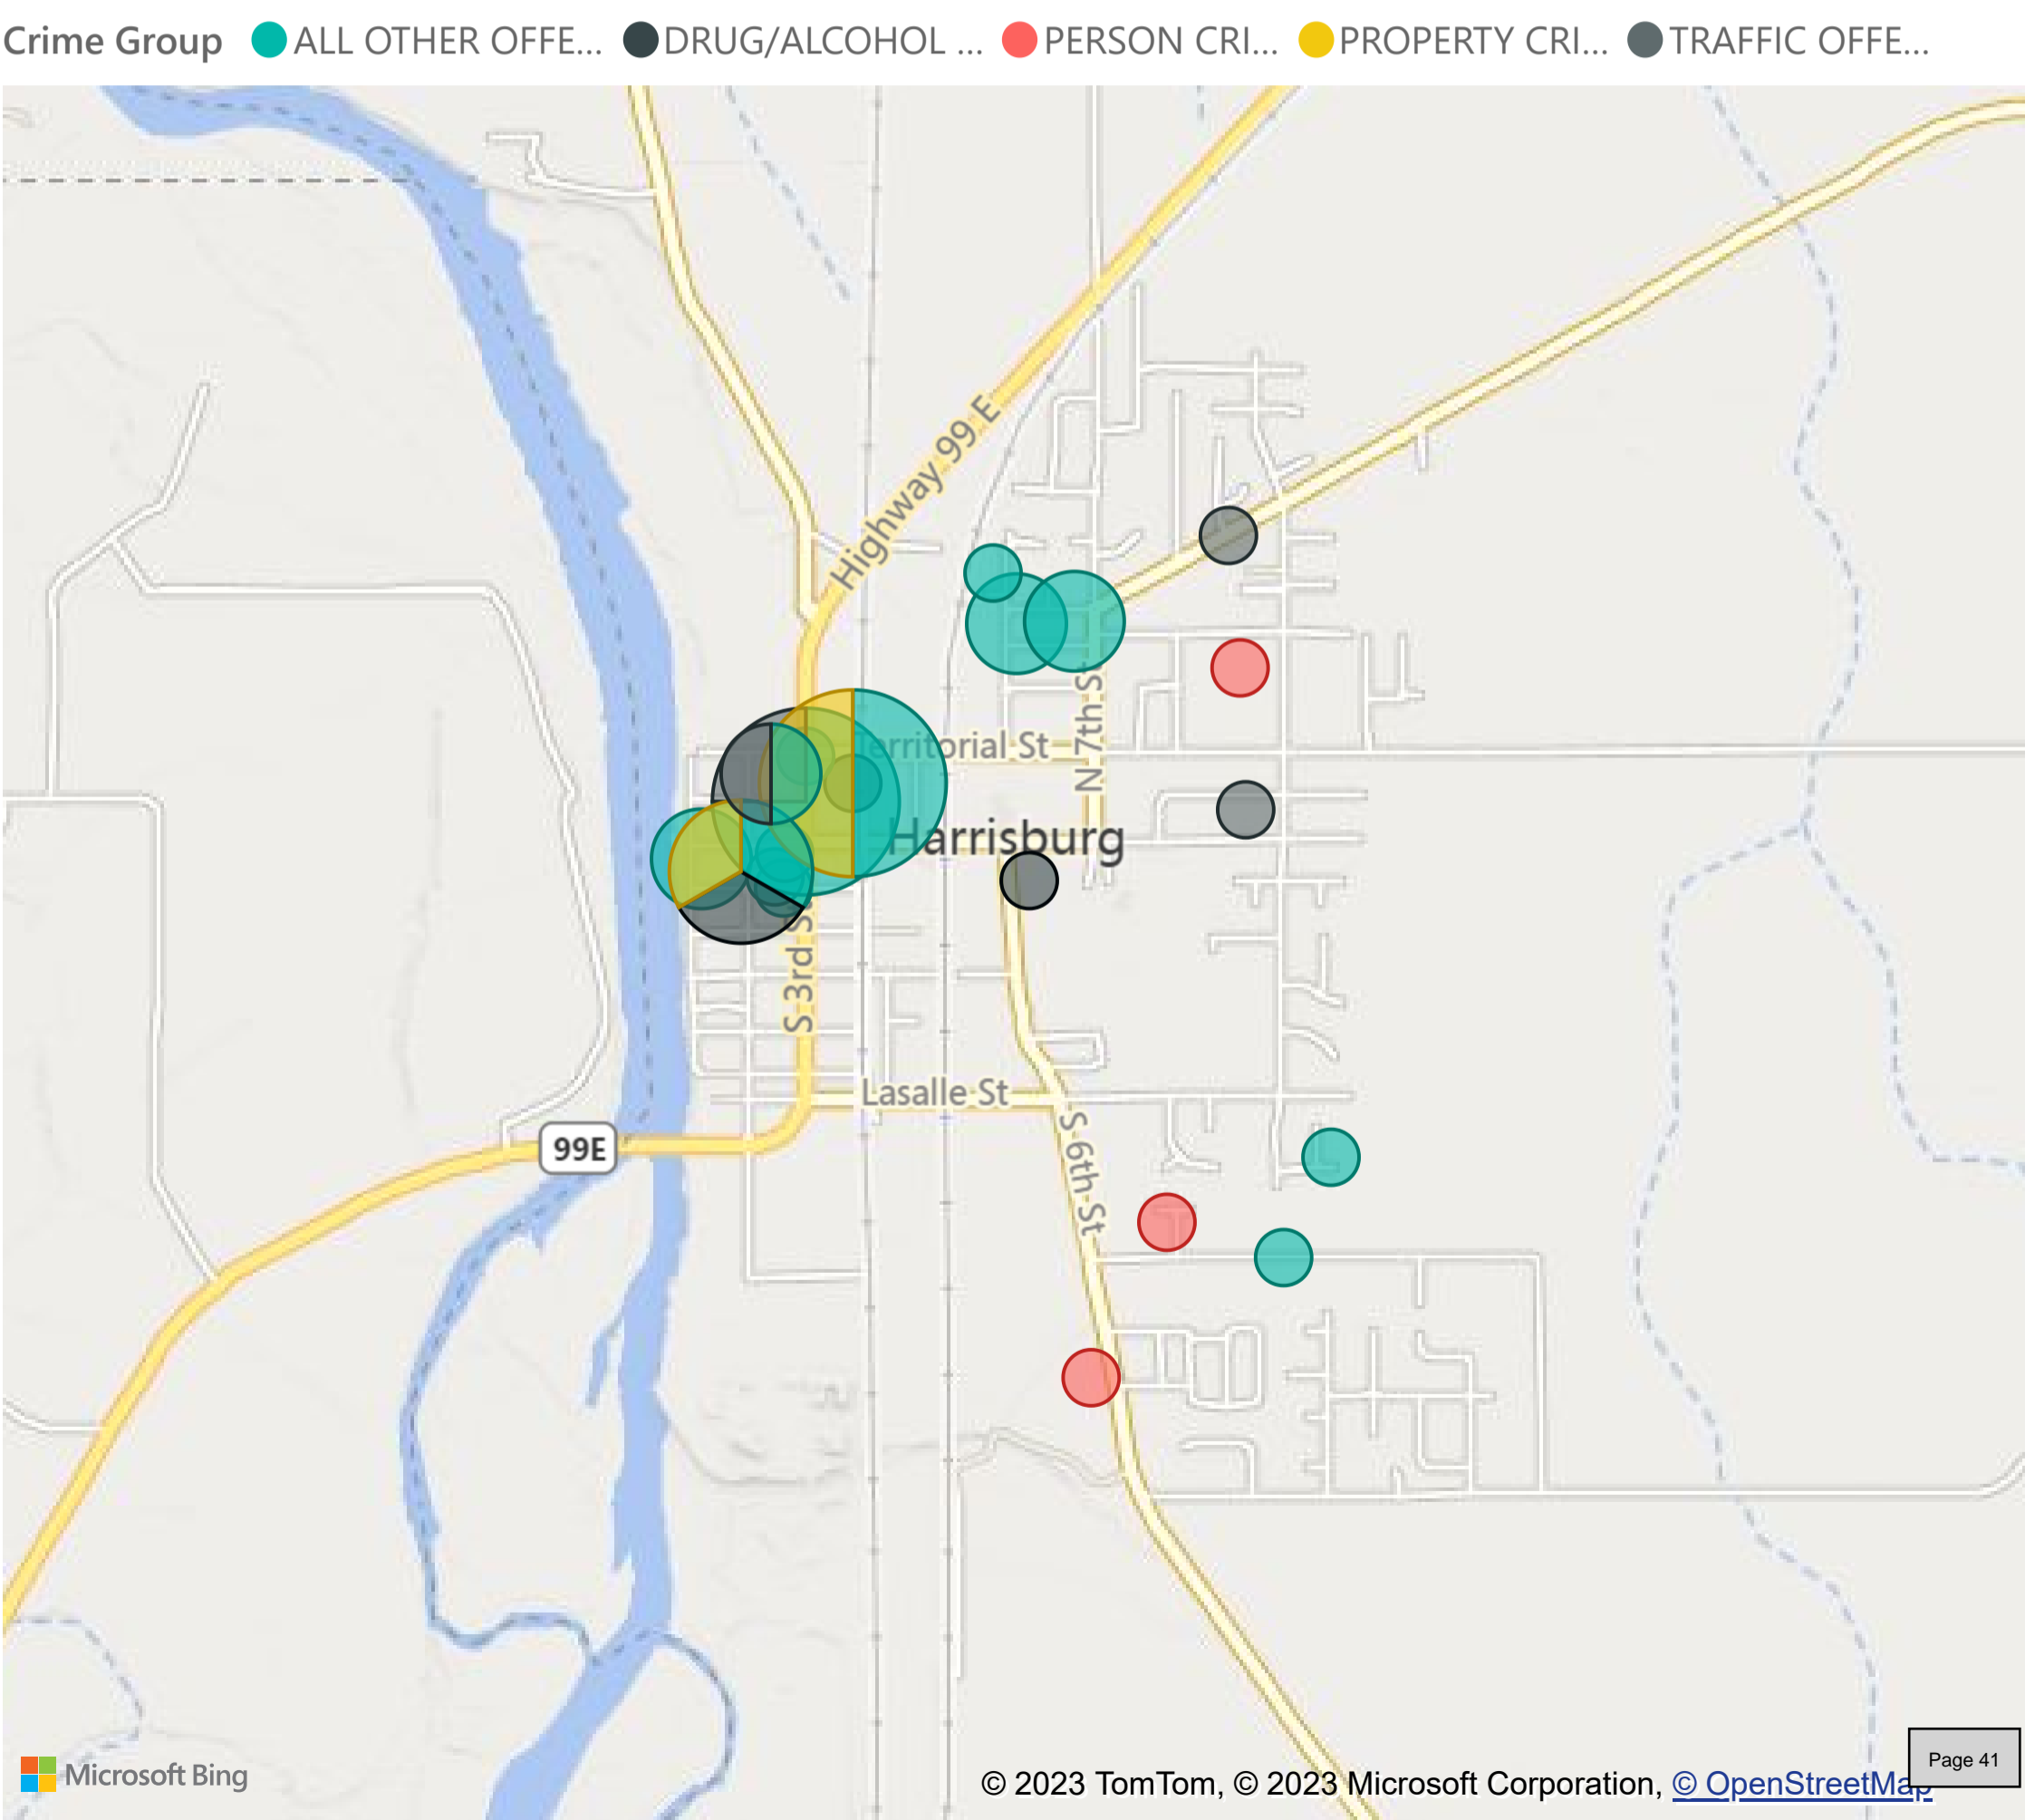 Crime Group ALL OTHER OFFE... DRUG/ALCOHOL ... PERSON CRI... PROPERTY CRI... TRAFFIC OFFE...
Highway 99 E
Territorial St
N 7th St
Harrisburg
S 3rd St
Lasalle St
99E
S 6th St
Microsoft Bing
© 2023 TomTom, © 2023 Microsoft Corporation, © OpenStreetMap
Page 41